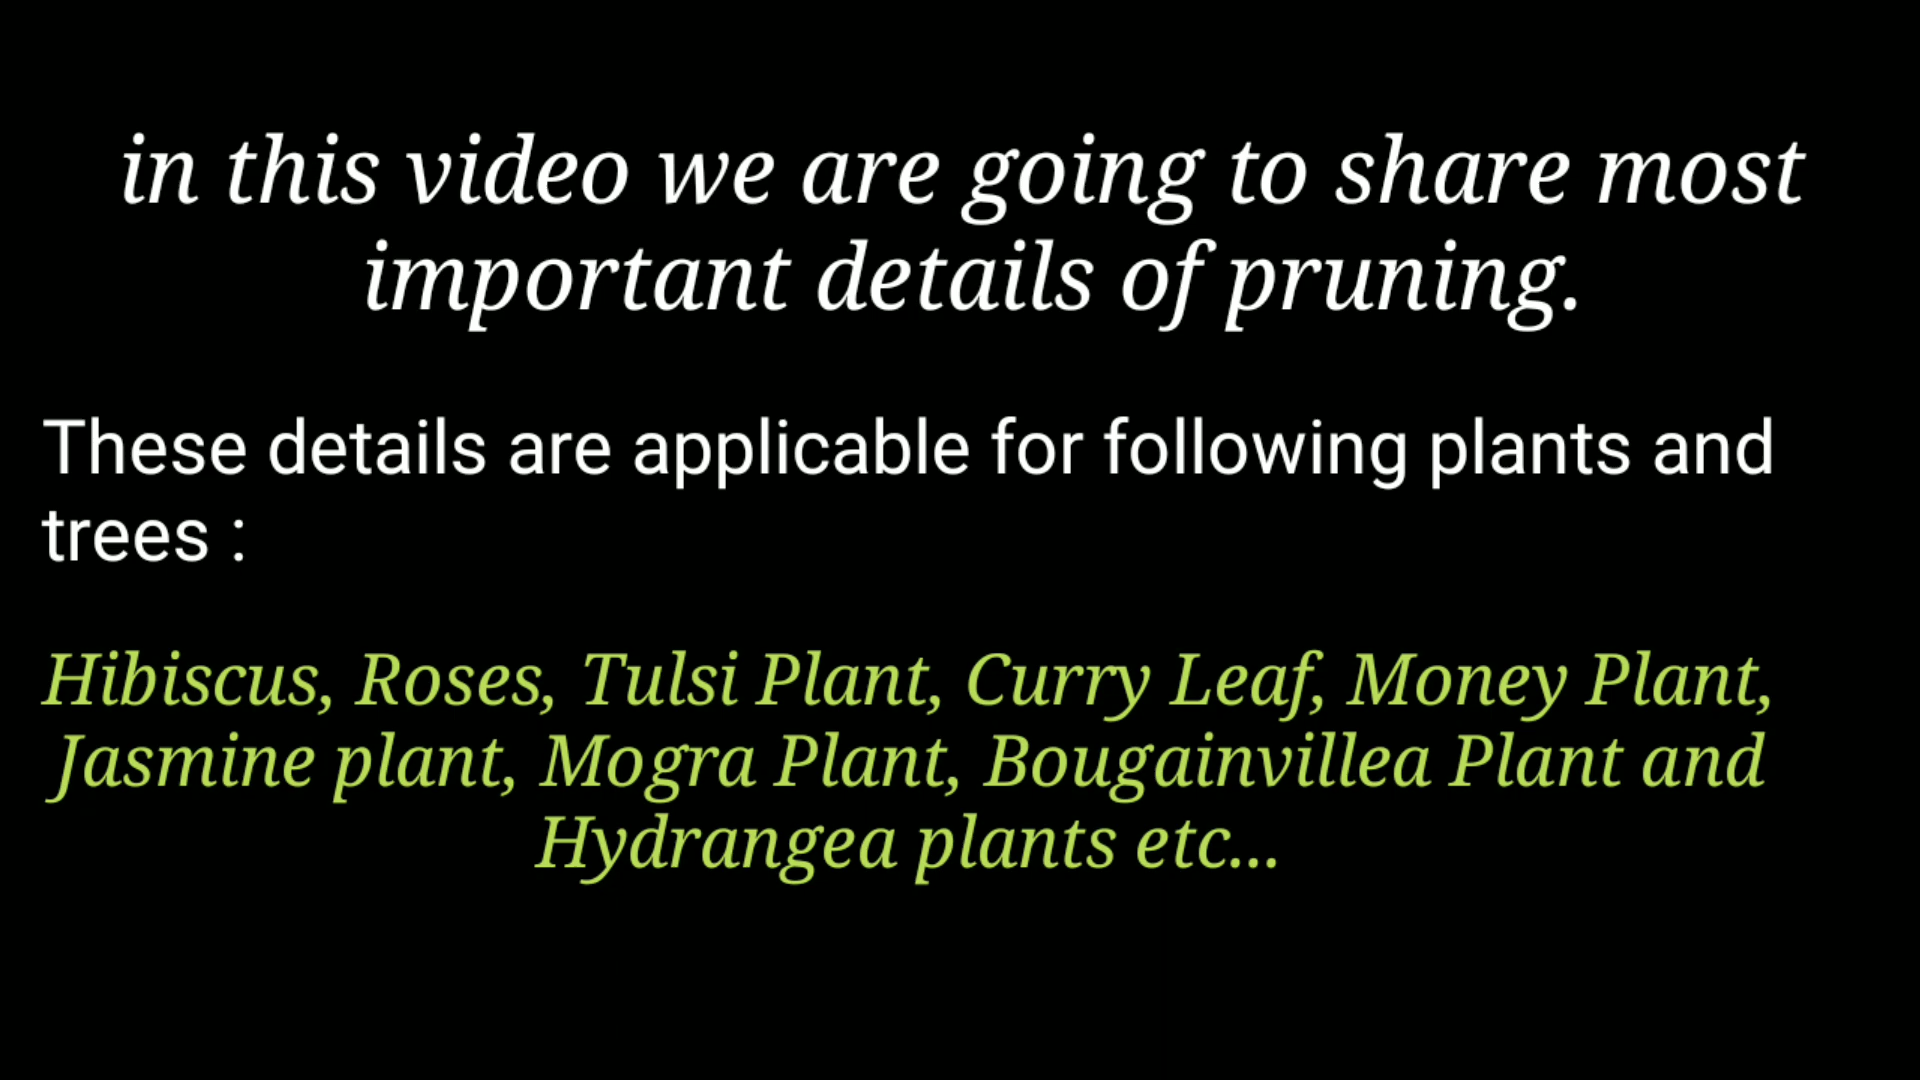 in this video we are going to share most
important details of pruning.
These details are applicable for following plants and
trees :
Hibiscus, Roses, Tulsi Plant, Curry Leaf, Money Plant,
Jasmine plant, Mogra Plant, Bougainvillea Plant and
Hydrangea plants etc...